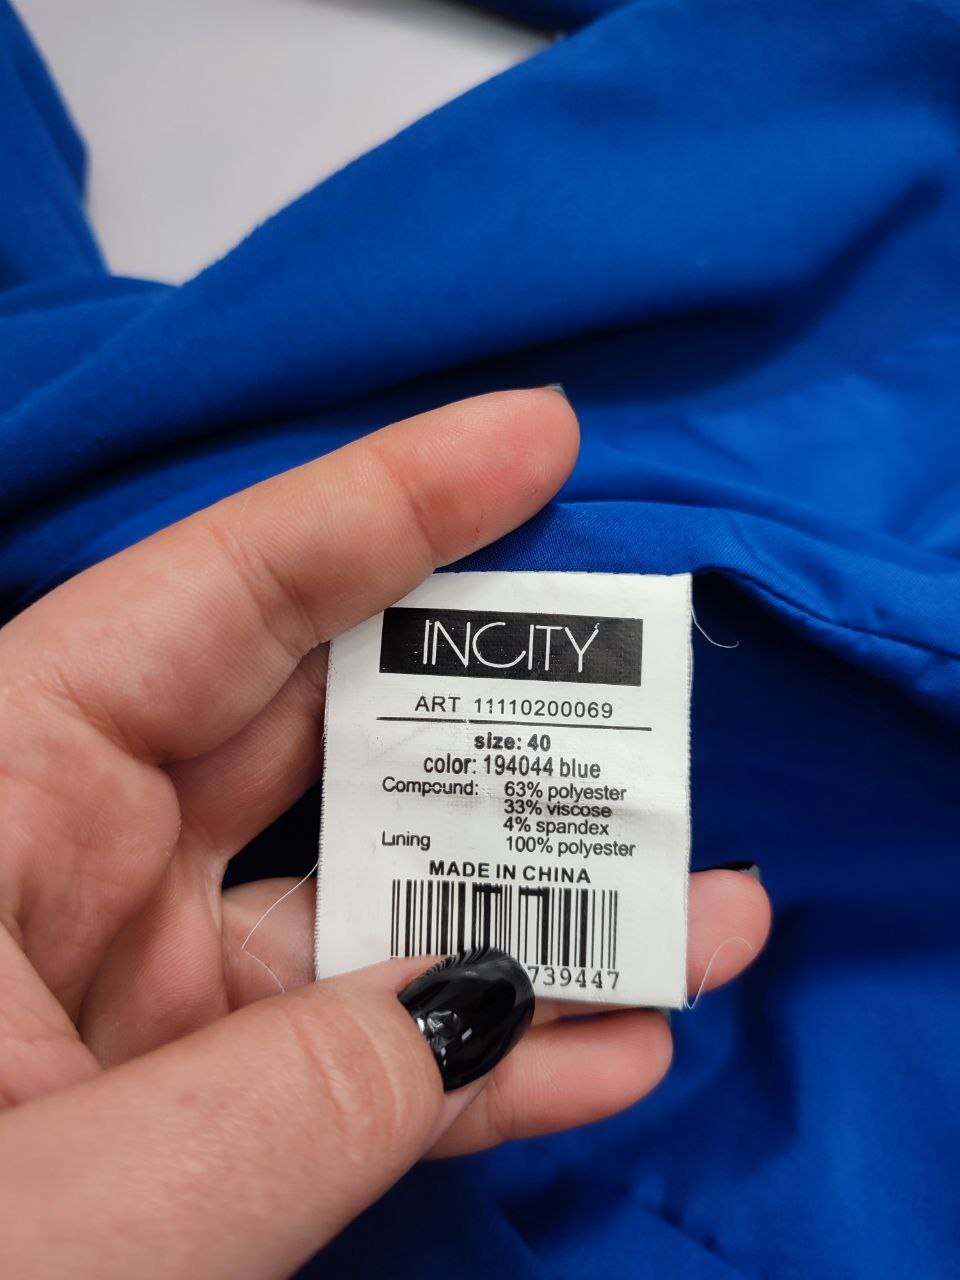 INCITY
ART 11110200069
size: 40
color: 194044 blue
Compound: 63% polyester
33% viscose
4% spandex
Lining 100% polyester
MADE IN CHINA
739447